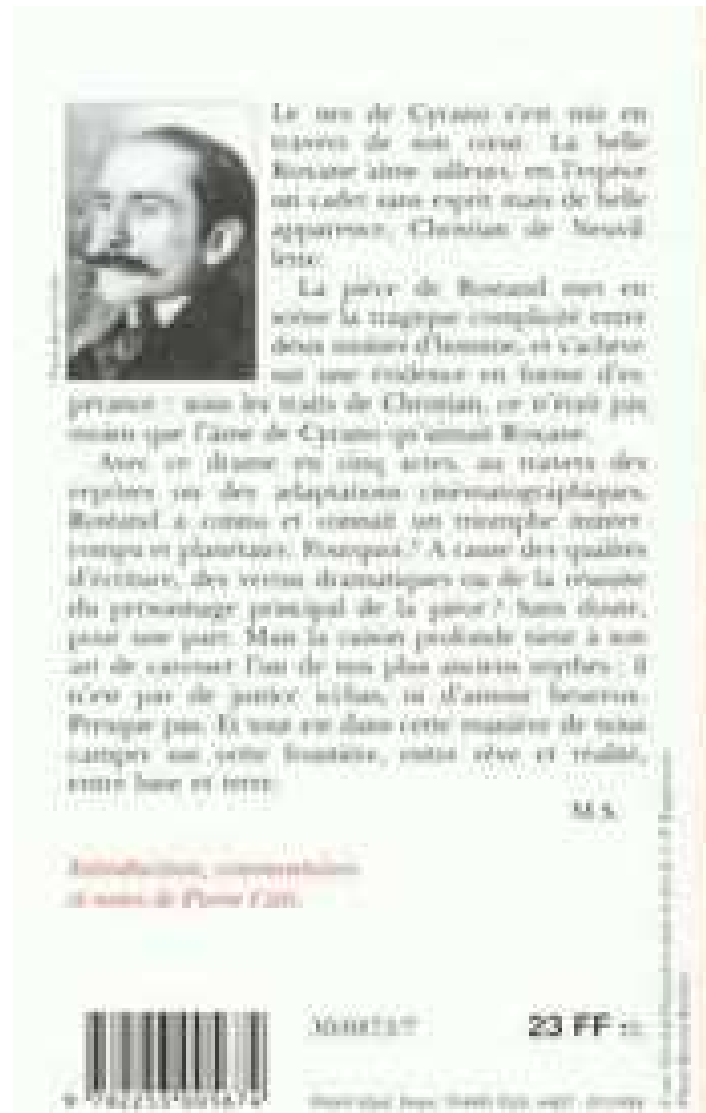 Le nez de Cyrano s'est mis en
travers de son cœur. La belle
Roxane aime ailleurs, en l'espèce
un cadet sans esprit mais de belle
apparence, Christian de Neuvil-
lette.
La pièce de Rostand met en
scène la tragique complicité entre
deux moitiés d'homme, et s'achève
sur une évidence en forme d'es-
pérance : sous les traits de Christian, ce n'était pas
moins que l'âme de Cyrano qu'aimait Roxane.
Avec ce drame en cinq actes, au travers des
reprises ou des adaptations cinématographiques,
Rostand a connu et connaît un triomphe ininter-
rompu et planétaire. Pourquoi ? A cause des qualités
d'écriture, des vertus dramatiques ou de la réussite
du personnage principal de la pièce ? Sans doute,
pour une part. Mais la raison profonde tient à son
art de caresser l'un de nos plus anciens mythes : il
n'est pas de justice ici-bas, ni d'amour heureux.
Presque pas. Et tout est dans cette manière de nous
camper sur cette frontière, entre rêve et réalité,
entre lune et terre.
M. S.
Introduction, commentaires
et notes de Pierre
23 FF